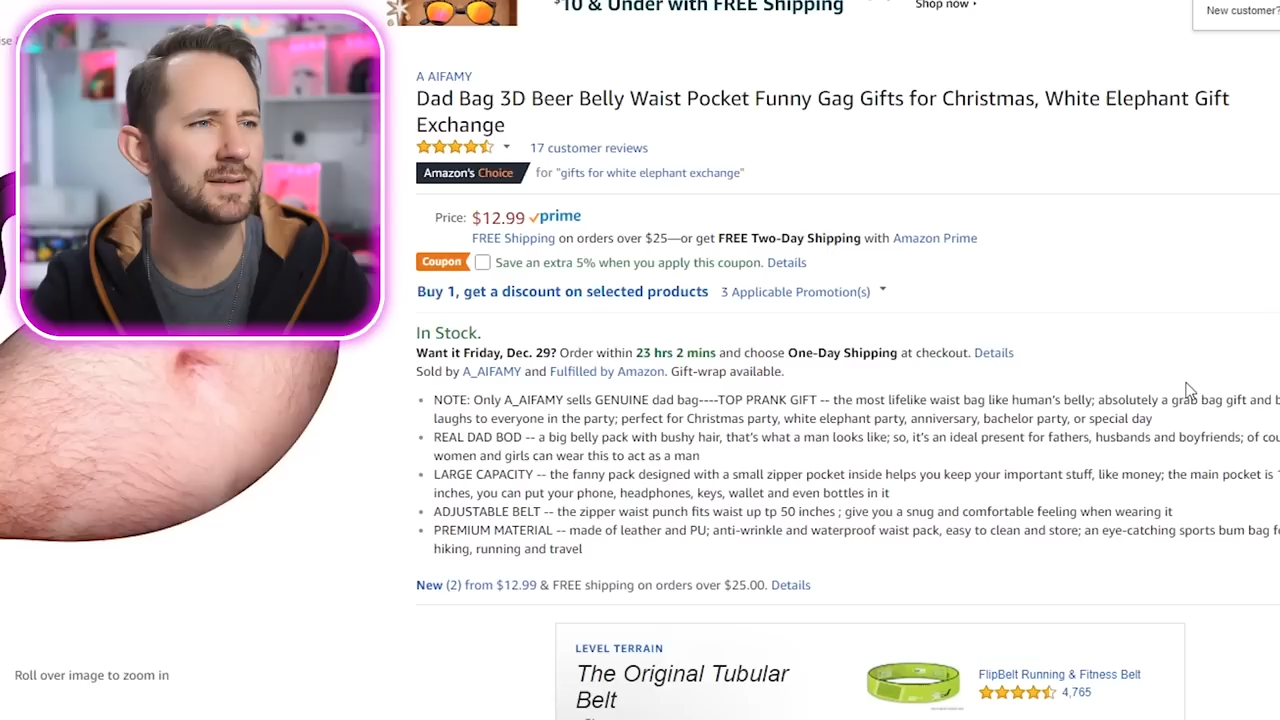 $10 & Under with FREE Shipping
Shop now
New customer?
A AIFAMY
Dad Bag 3D Beer Belly Waist Pocket Funny Gag Gifts for Christmas, White Elephant Gift
Exchange
17 customer reviews
Amazon's Choice for "gifts for white elephant exchange"
Price: $12.99 prime
FREE Shipping on orders over $25—or get FREE Two-Day Shipping with Amazon Prime
Coupon Save an extra 5% when you apply this coupon. Details
Buy 1, get a discount on selected products 3 Applicable Promotion(s)
In Stock.
Want it Friday, Dec. 29? Order within 23 hrs 2 mins and choose One-Day Shipping at checkout. Details
Sold by A_AIFAMY and Fulfilled by Amazon. Gift-wrap available.
NOTE: Only A_AIFAMY sells GENUINE dad bag----TOP PRANK GIFT -- the most lifelike waist bag like human's belly; absolutely a grab bag gift and
laughs to everyone in the party; perfect for Christmas party, white elephant party, anniversary, bachelor party, or special day
REAL DAD BOD -- a big belly pack with bushy hair, that's what a man looks like; so, it's an ideal present for fathers, husbands and boyfriends; of
women and girls can wear this to act as a man
LARGE CAPACITY -- the fanny pack designed with a small zipper pocket inside helps you keep your important stuff, like money; the main pocket is
inches, you can put your phone, headphones, keys, wallet and even bottles in it
ADJUSTABLE BELT -- the zipper waist punch fits waist up tp 50 inches ; give you a snug and comfortable feeling when wearing it
PREMIUM MATERIAL -- made of leather and PU; anti-wrinkle and waterproof waist pack, easy to clean and store; an eye-catching sports bum bag
hiking, running and travel
New (2) from $12.99 & FREE shipping on orders over $25.00. Details
LEVEL TERRAIN
The Original Tubular
Belt
FlipBelt Running & Fitness Belt
4,765
Roll over image to zoom in